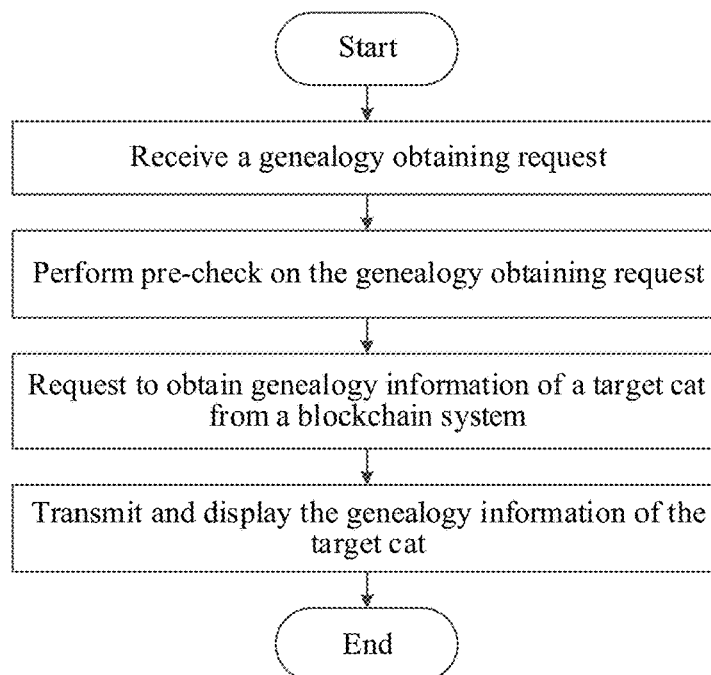 Start
Receive a genealogy obtaining request
Perform pre-check on the genealogy obtaining request
Request to obtain genealogy information of a target cat
from a blockchain system
Transmit and display the genealogy information of the
target cat
End